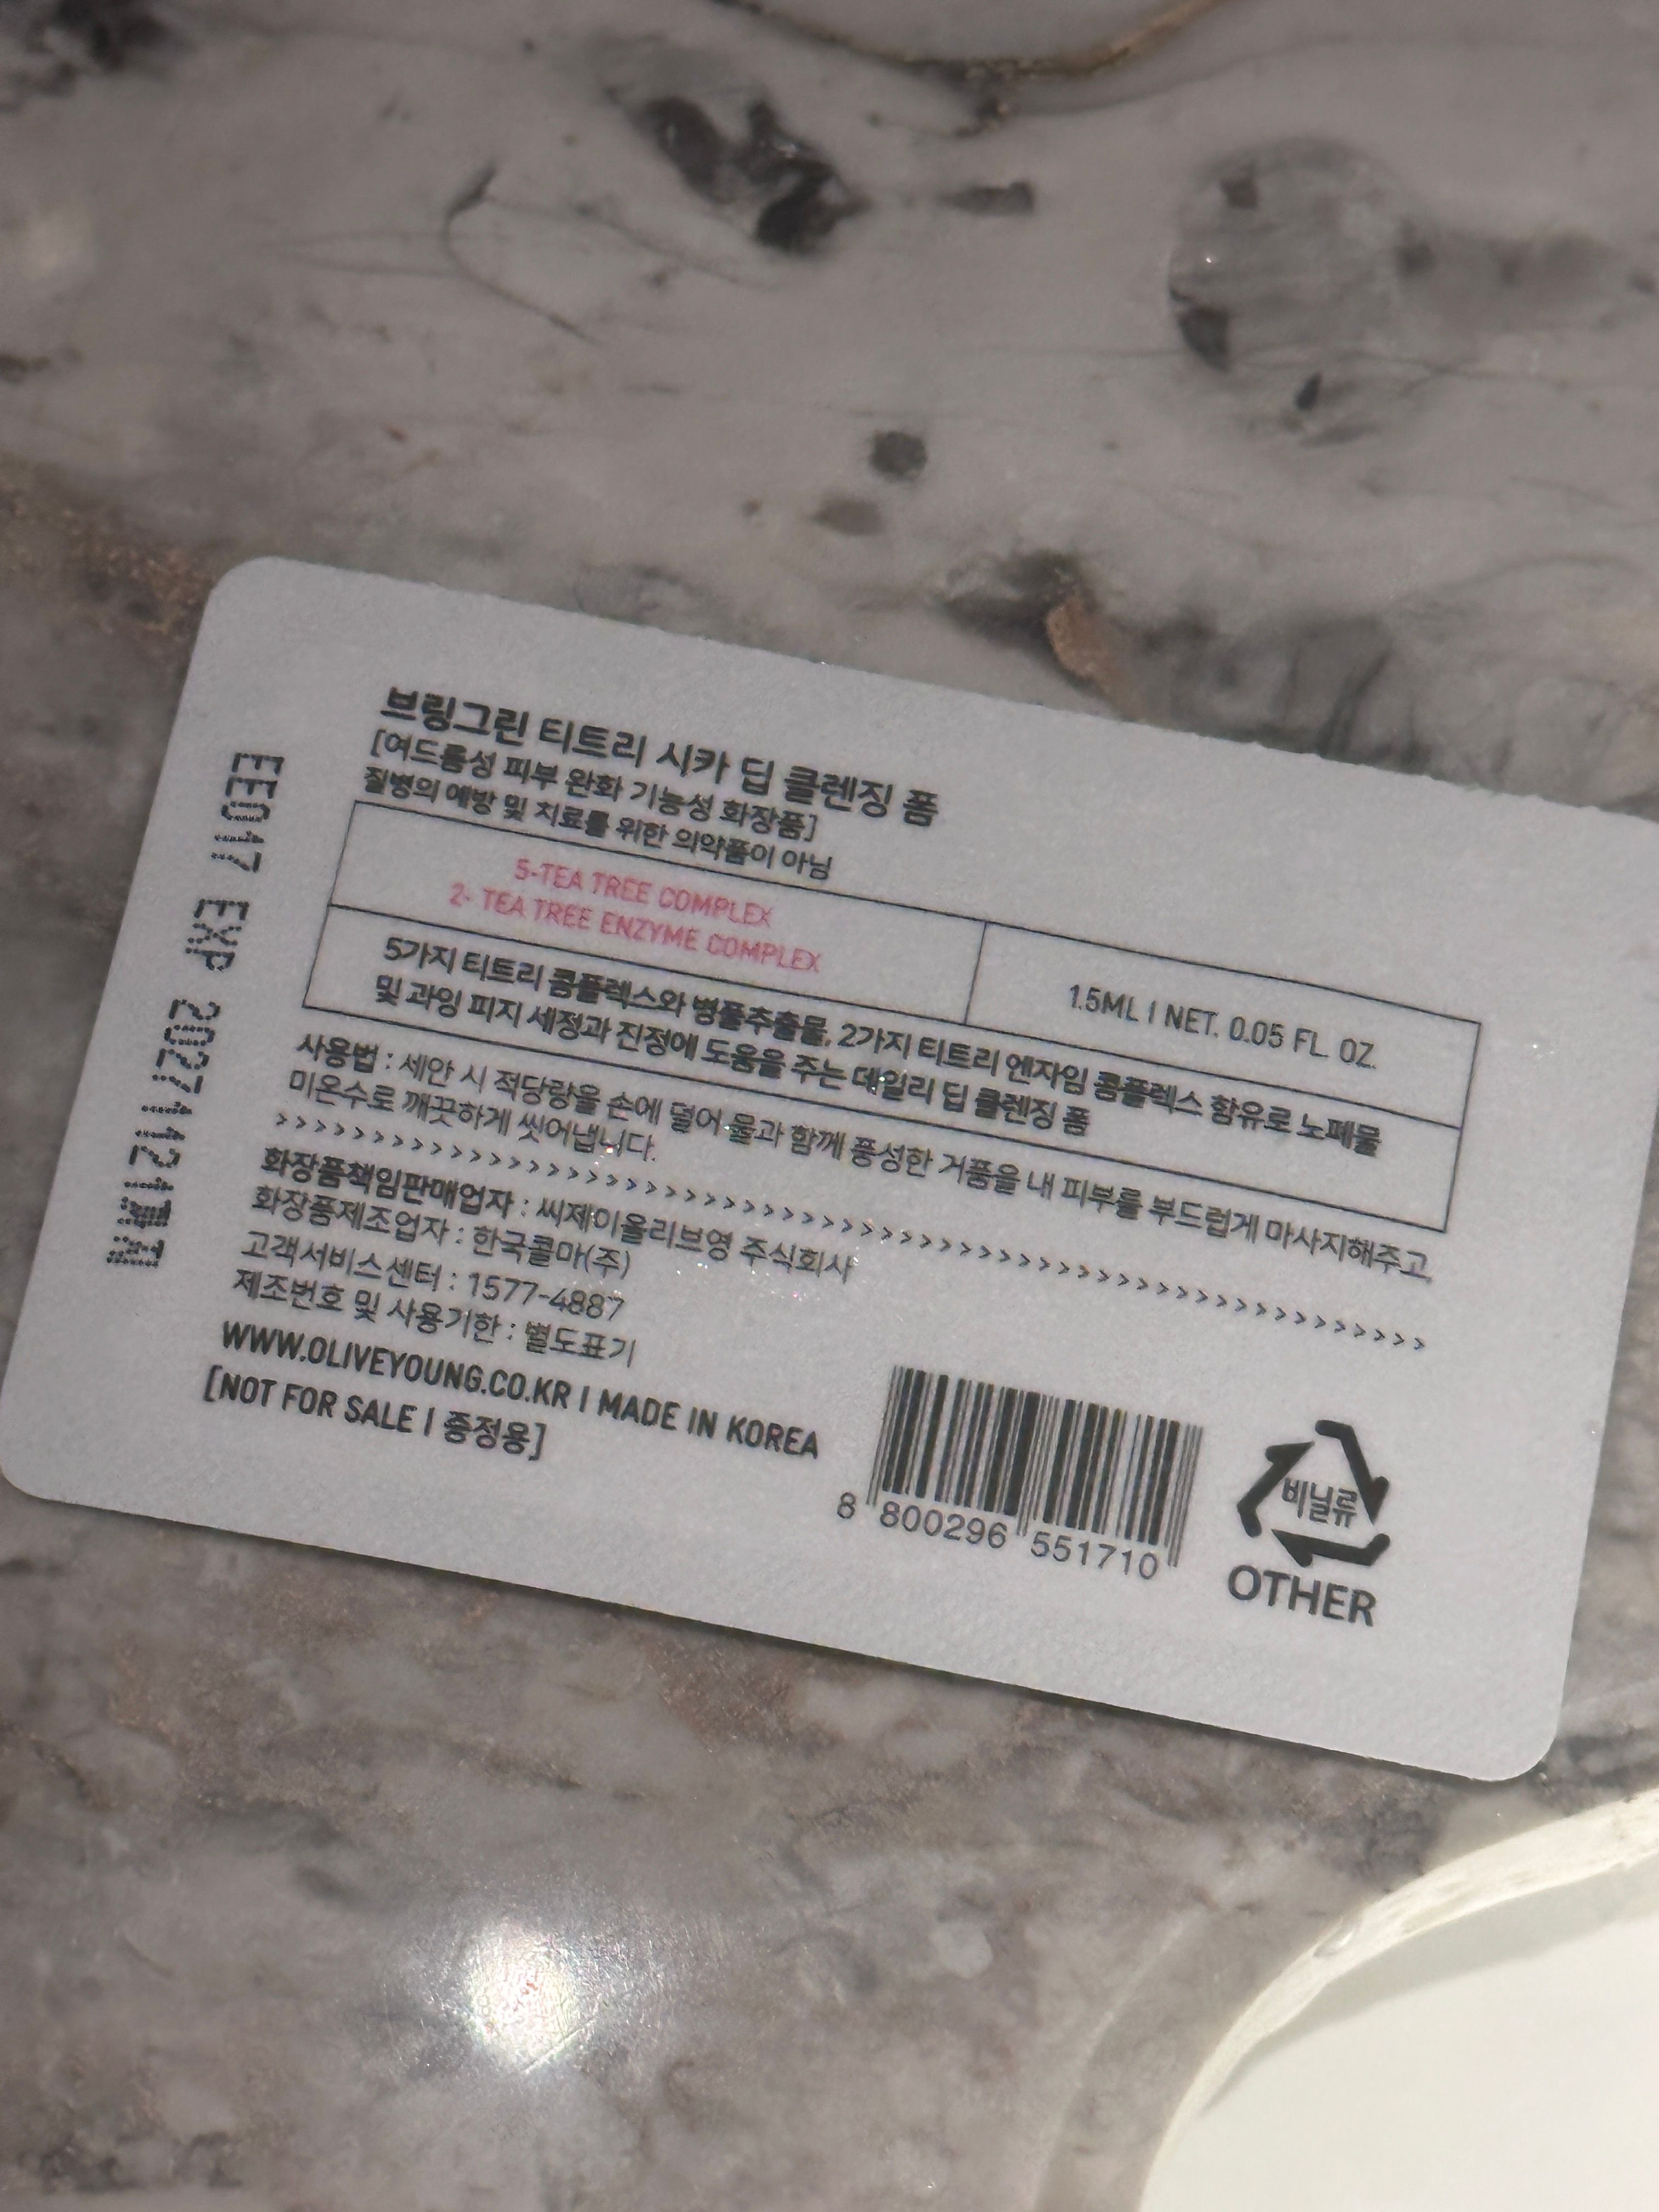 브링그린 티트리 시카 딥 클렌징 폼
[여드름성 피부 완화 기능성 화장품]
질병의 예방 및 치료를 위한 의약품이 아님
5-TEA TREE COMPLEX
2- TEA TREE ENZYME COMPLEX
1.5ML | NET. 0.05 FL. OZ.
5가지 티트리 콤플렉스와 병풀추출물, 2가지 티트리 엔자임 콤플렉스 함유로 노폐물
및 과잉 피지 세정과 진정에 도움을 주는 데일리 딥 클렌징 폼
사용법 : 세안 시 적당량을 손에 덜어 물과 함께 풍성한 거품을 내 피부를 부드럽게 마사지해주고,
미온수로 깨끗하게 씻어냅니다.
화장품책임판매업자 : 씨제이올리브영 주식회사
화장품제조업자 : 한국콜마(주)
고객서비스센터 : 1577-4887
제조번호 및 사용기한 : 별도표기
WWW.OLIVEYOUNG.CO.KR | MADE IN KOREA
[NOT FOR SALE | 증정용]
8 800296 551710
비닐류
OTHER
EXP